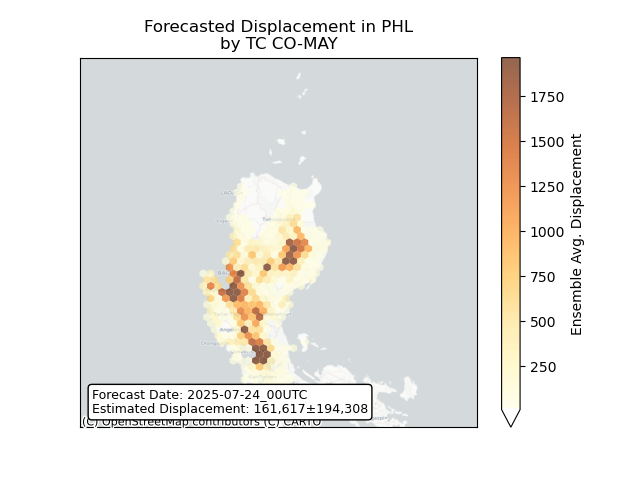 Forecasted Displacement in PHL
by TC CO-MAY
1750
1500
1250
1000
750
500
250
Ensemble Avg. Displacement
Forecast Date: 2025-07-24_00UTC
Estimated Displacement: 161,617±194,308
(C) OpenStreetMap contributors (C) CARTO